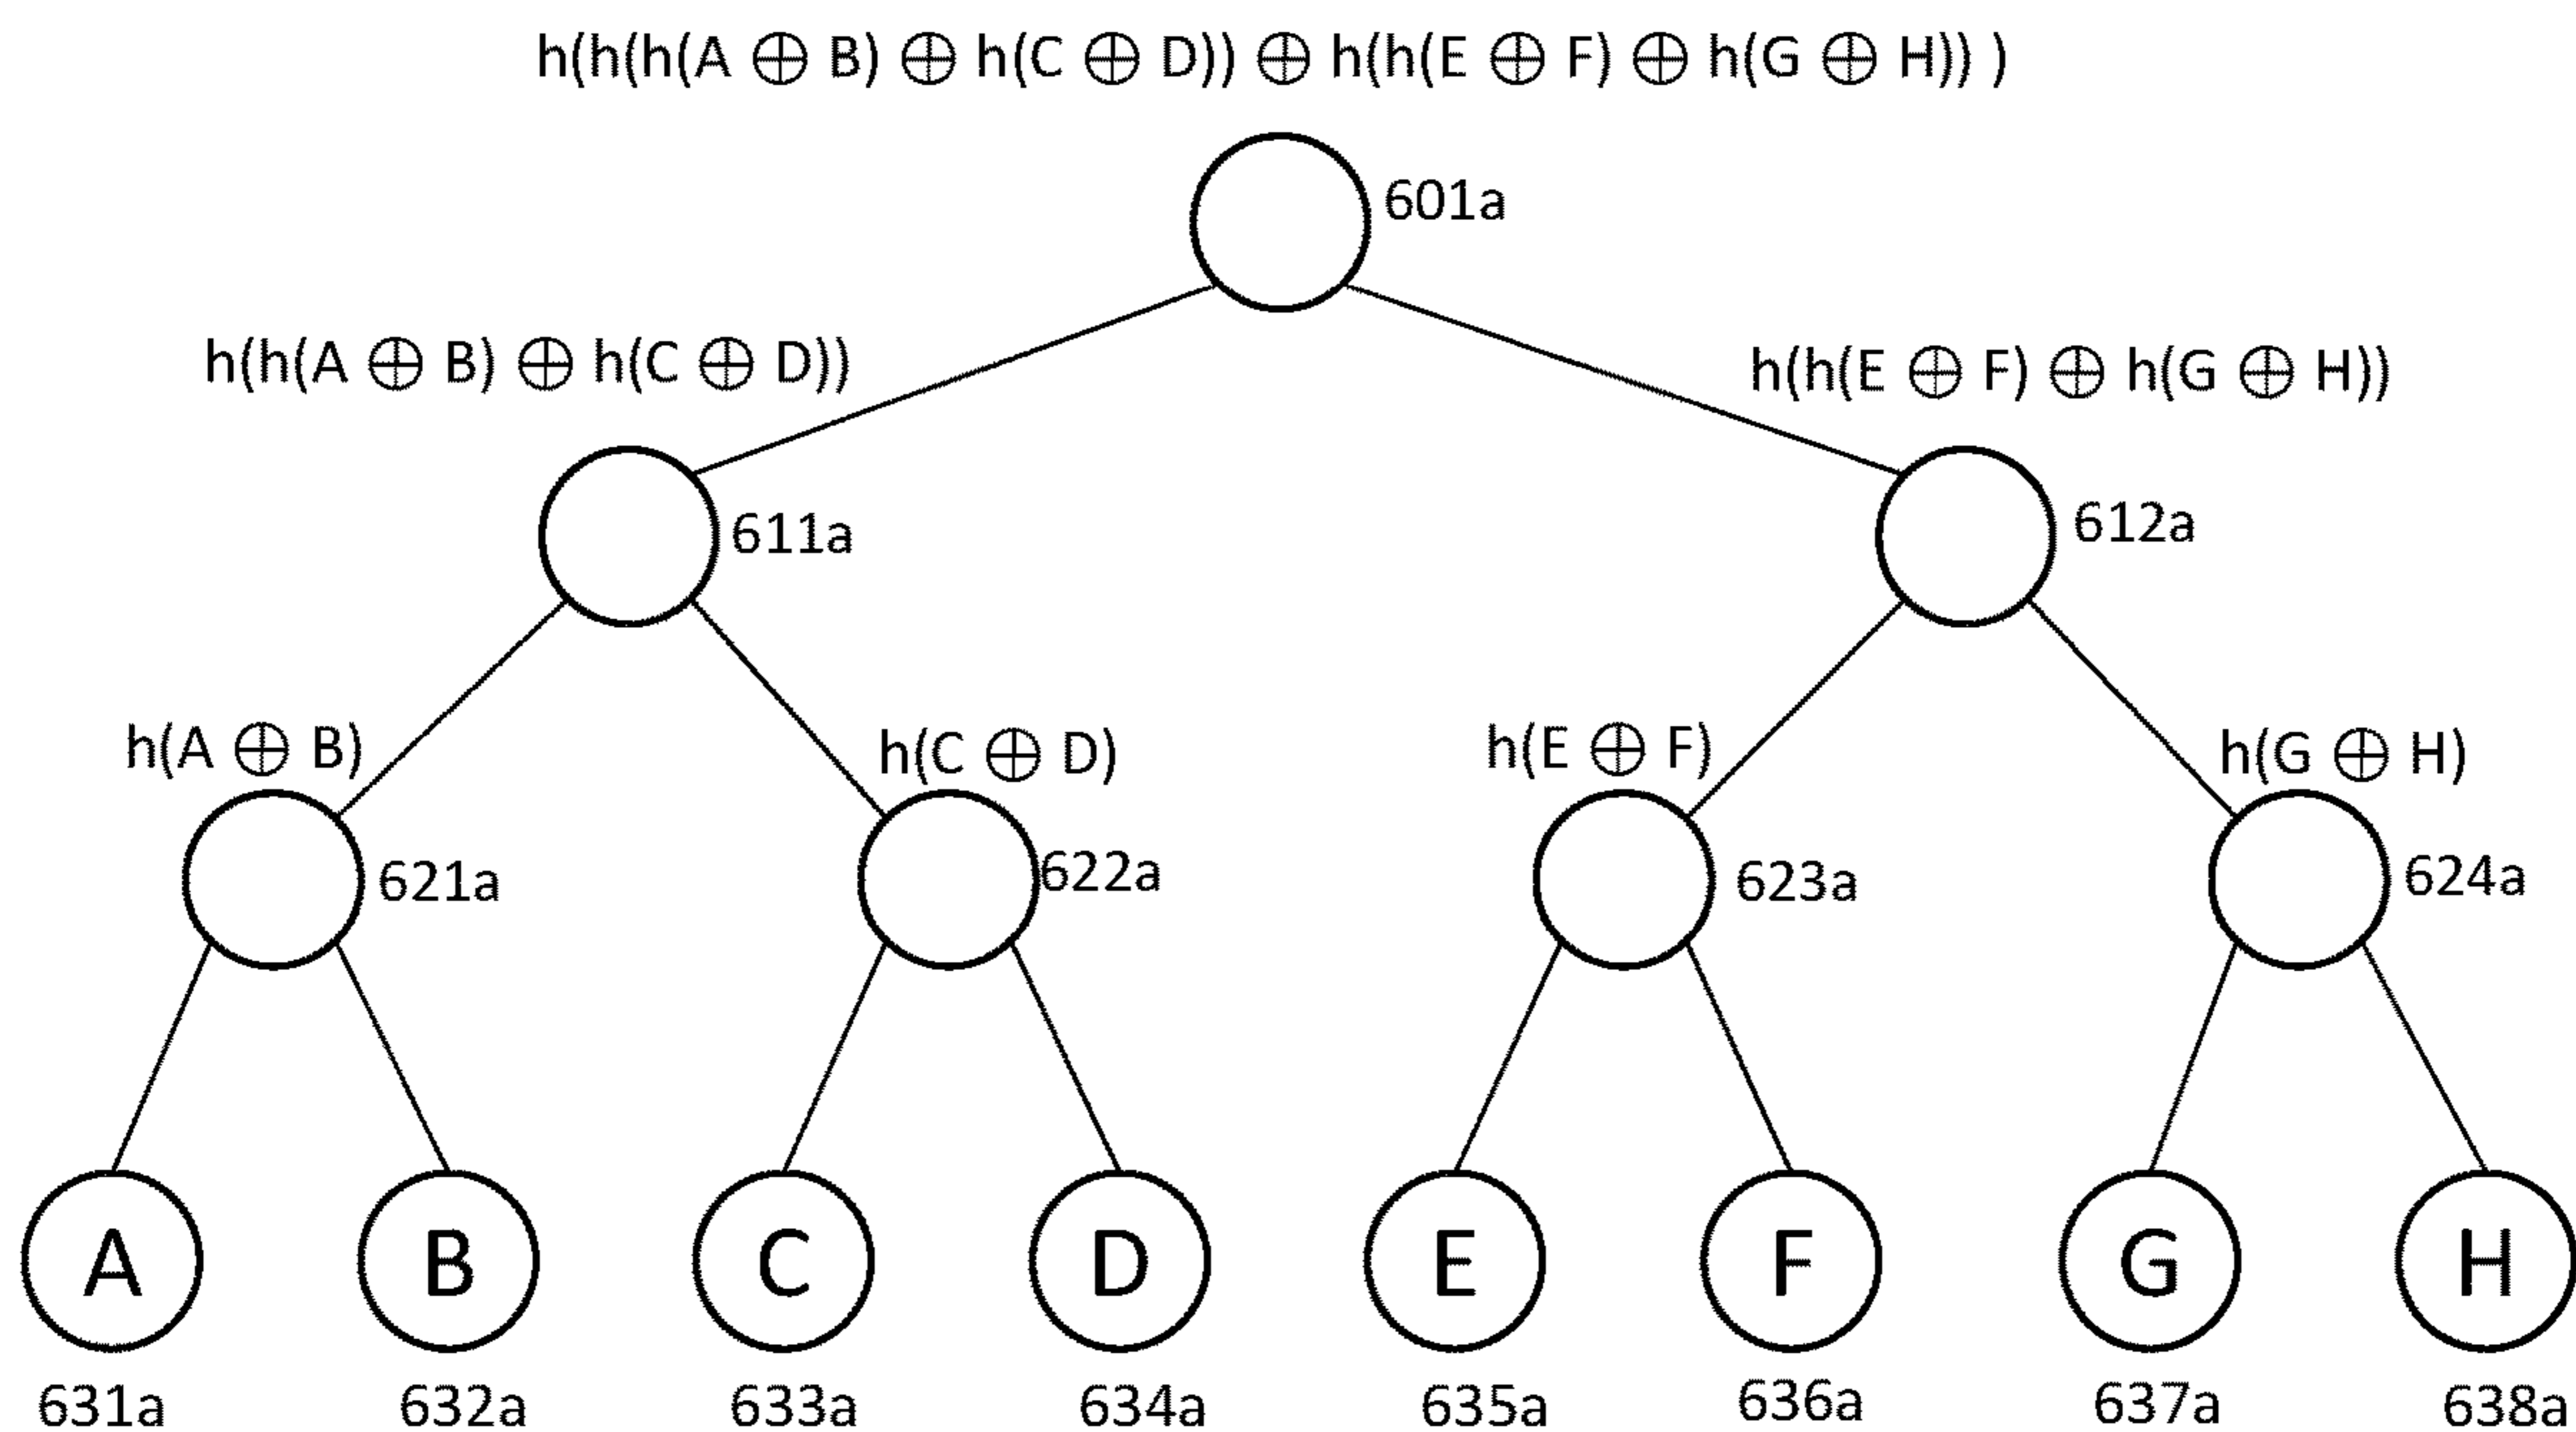 h(h(h(A ⊕ B) ⊕ h(C ⊕ D)) ⊕ h(h(E ⊕ F) ⊕ h(G ⊕ H)) )
601a
h(h(A ⊕ B) ⊕ h(C ⊕ D))
h(h(E ⊕ F) ⊕ h(G ⊕ H))
611a
612a
h(A ⊕ B)
h(C ⊕ D)
h(E ⊕ F)
h(G ⊕ H)
621a
622a
623a
624a
A
B
C
D
E
F
G
H
631a
632a
633a
634a
635a
636a
637a
638a